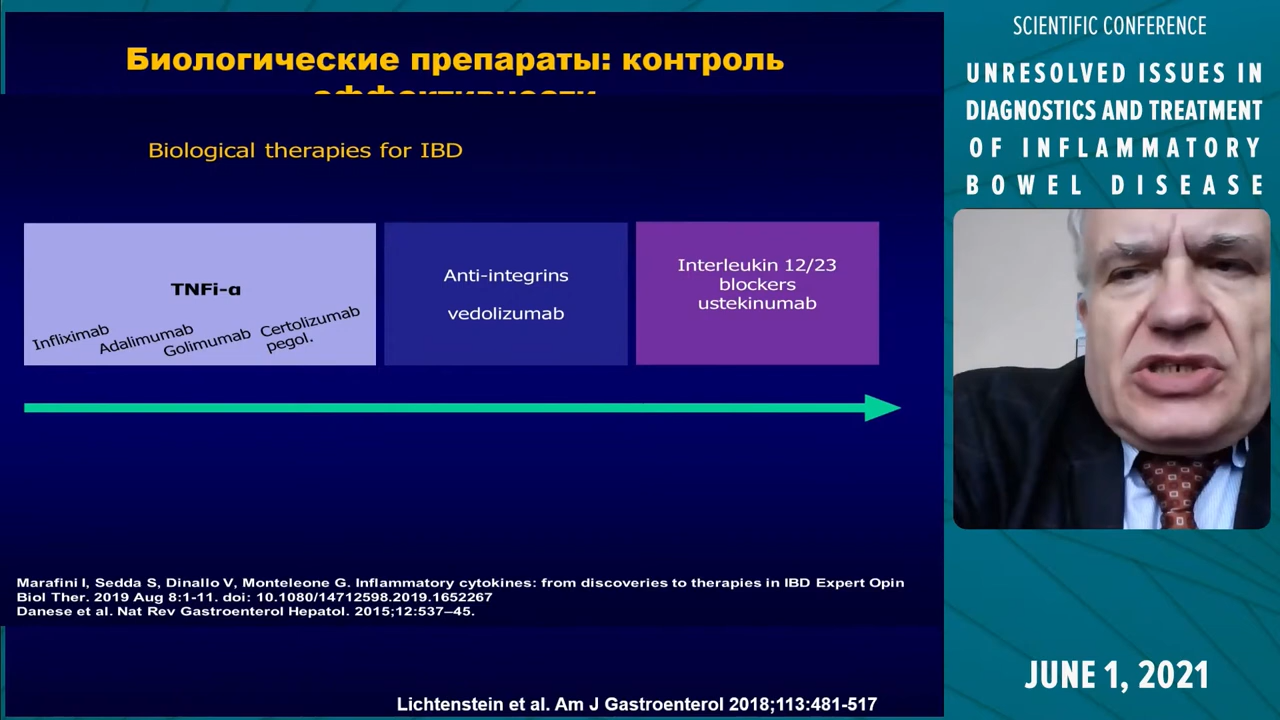 Биологические препараты: контроль
эффективности
Biological therapies for IBD
TNFi-α
Infliximab
Adalimumab
Golimumab
Certolizumab
pegol.
Anti-integrins
vedolizumab
Interleukin 12/23
blockers
ustekinumab
Marafini I, Sedda S, Dinallo V, Monteleone G. Inflammatory cytokines: from discoveries to therapies in IBD Expert Opin
Biol Ther. 2019 Aug 8:1-11. doi: 10.1080/14712598.2019.1652267
Danese et al. Nat Rev Gastroenterol Hepatol. 2015;12:537–45.
Lichtenstein et al. Am J Gastroenterol 2018;113:481-517
SCIENTIFIC CONFERENCE
UNRESOLVED ISSUES IN
DIAGNOSTICS AND TREATMENT
OF INFLAMMATORY
BOWEL DISEASE
JUNE 1, 2021